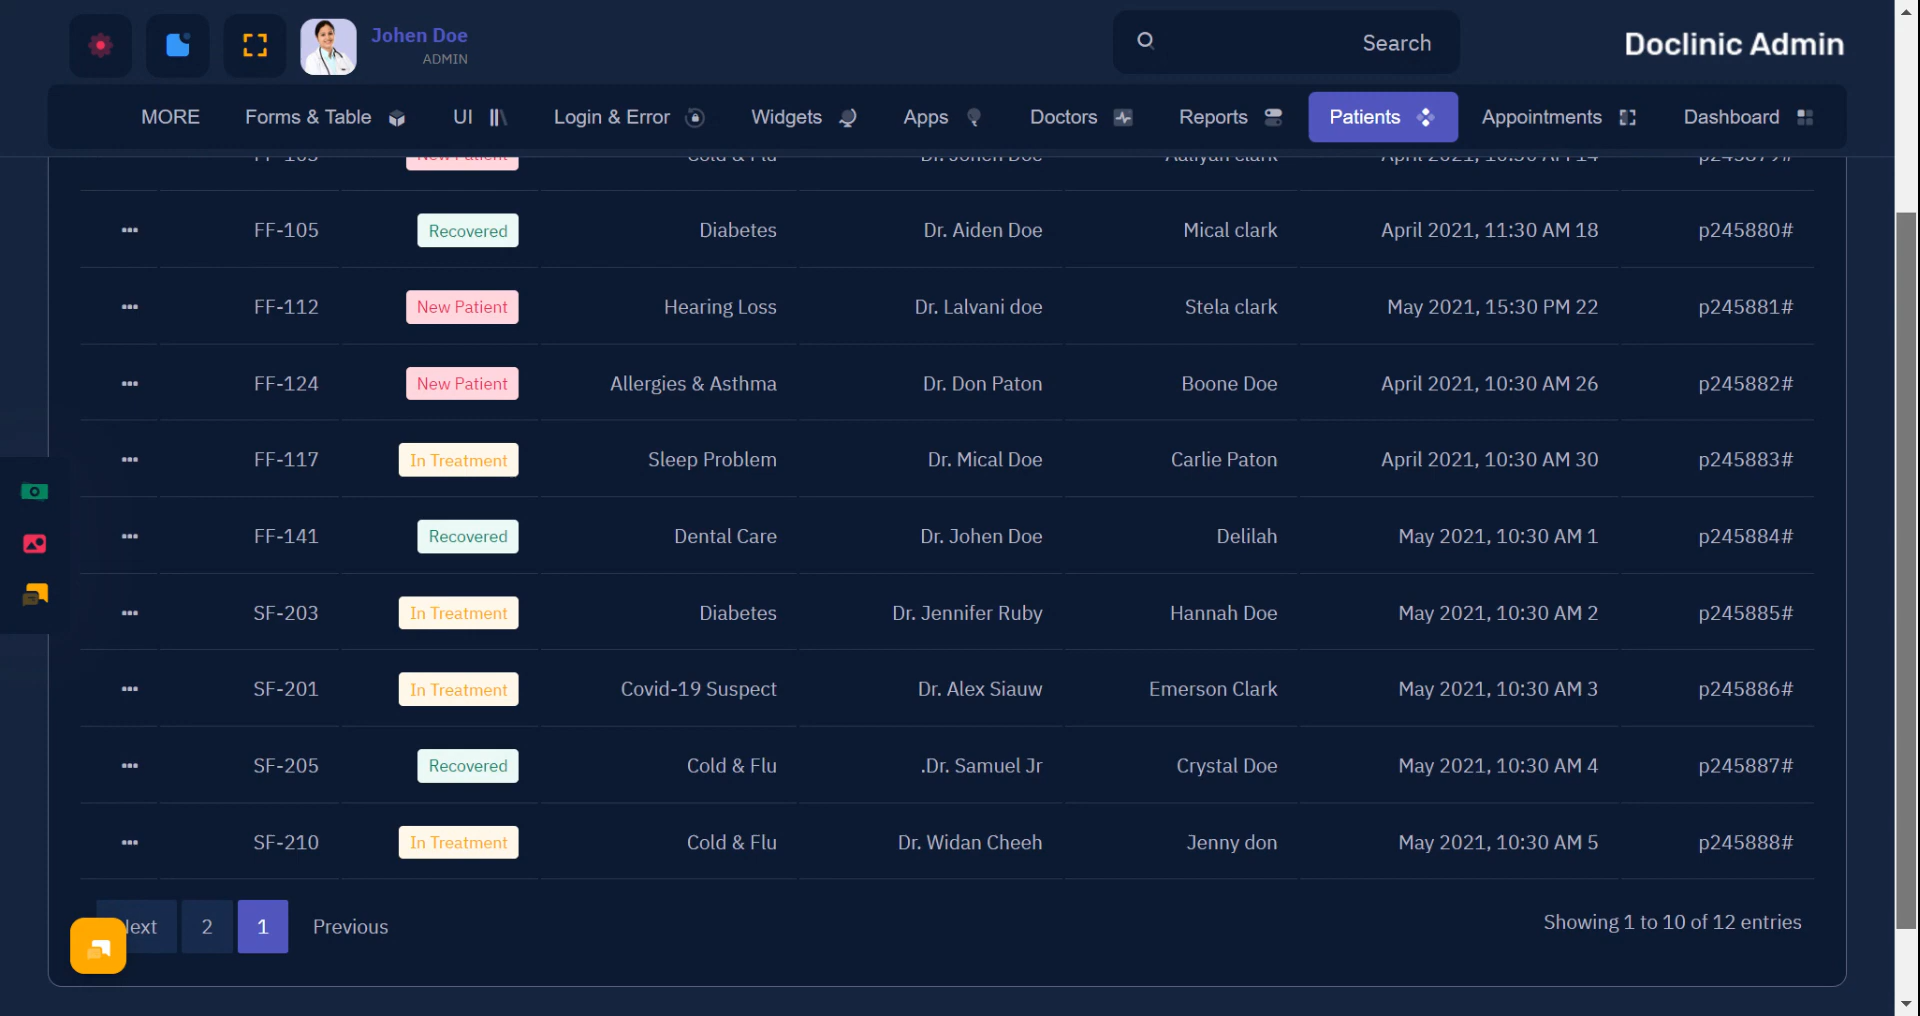 Johen Doe
ADMIN
Search
Doclinic Admin
MORE Forms & Table UI Login & Error Widgets Apps Doctors Reports Patients Appointments Dashboard
FF-105 Recovered Diabetes Dr. Aiden Doe Mical clark April 2021, 11:30 AM 18 p245880#
FF-112 New Patient Hearing Loss Dr. Lalvani doe Stela clark May 2021, 15:30 PM 22 p245881#
FF-124 New Patient Allergies & Asthma Dr. Don Paton Boone Doe April 2021, 10:30 AM 26 p245882#
FF-117 In Treatment Sleep Problem Dr. Mical Doe Carlie Paton April 2021, 10:30 AM 30 p245883#
FF-141 Recovered Dental Care Dr. Johen Doe Delilah May 2021, 10:30 AM 1 p245884#
SF-203 In Treatment Diabetes Dr. Jennifer Ruby Hannah Doe May 2021, 10:30 AM 2 p245885#
SF-201 In Treatment Covid-19 Suspect Dr. Alex Siauw Emerson Clark May 2021, 10:30 AM 3 p245886#
SF-205 Recovered Cold & Flu .Dr. Samuel Jr Crystal Doe May 2021, 10:30 AM 4 p245887#
SF-210 In Treatment Cold & Flu Dr. Widan Cheeh Jenny don May 2021, 10:30 AM 5 p245888#
2 1 Previous Showing 1 to 10 of 12 entries